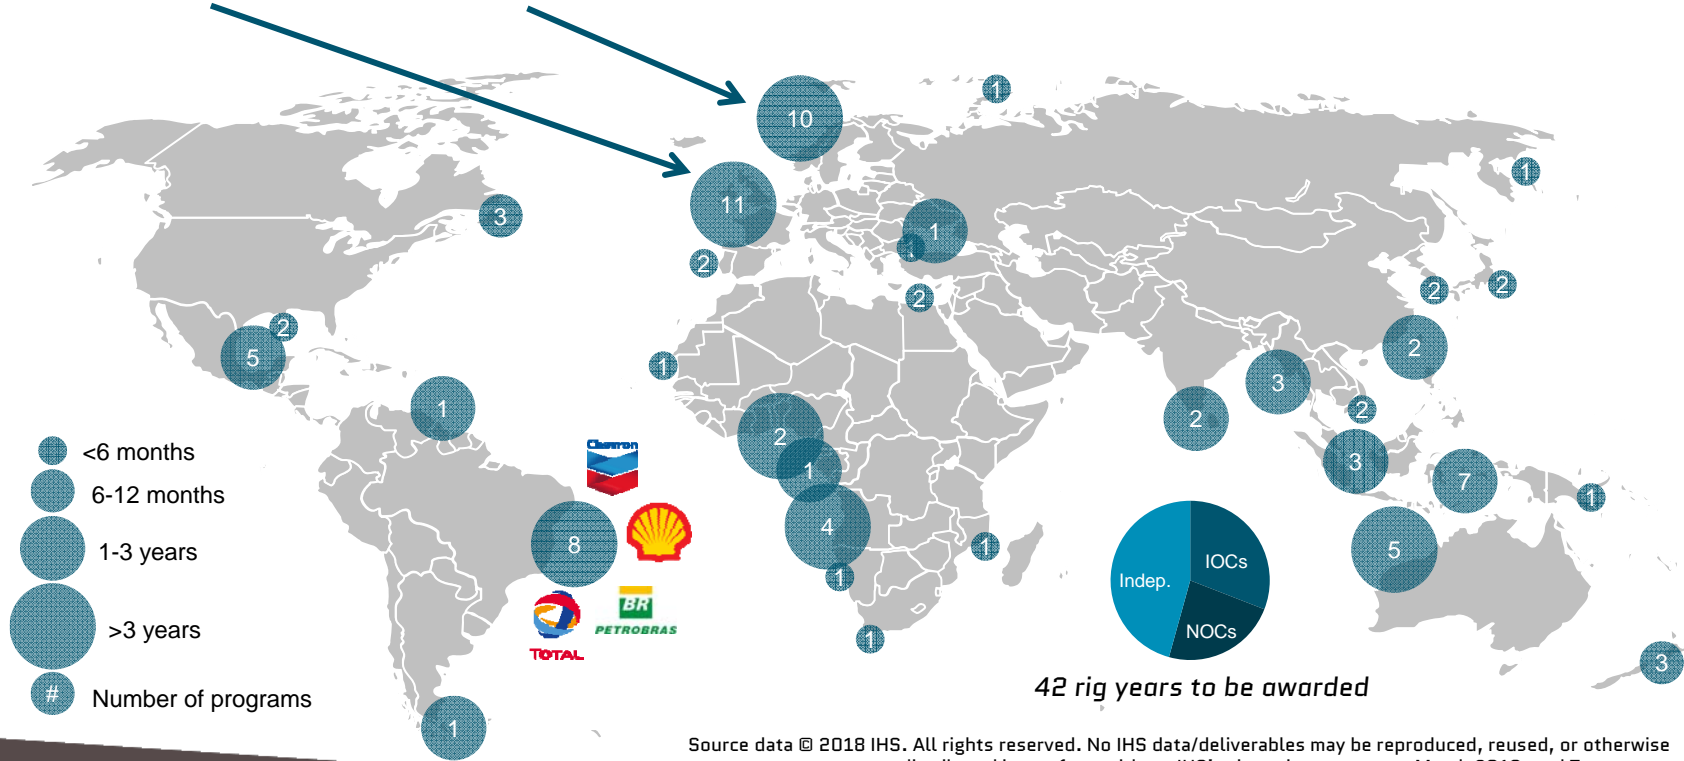 1
10
1
11
3
1
1
2
2
2
2
2
5
2
1
3
1
2
2
2
1
<6 months
6-12 months
1-3 years
>3 years
# Number of programs
Chevron
8
TOTAL
BR
PETROBRAS
1
4
1
1
1
3
7
1
5
3
1
Indep.
IOCs
NOCs
42 rig years to be awarded
Source data © 2018 IHS. All rights reserved. No IHS data/deliverables may be reproduced, reused, or otherwise